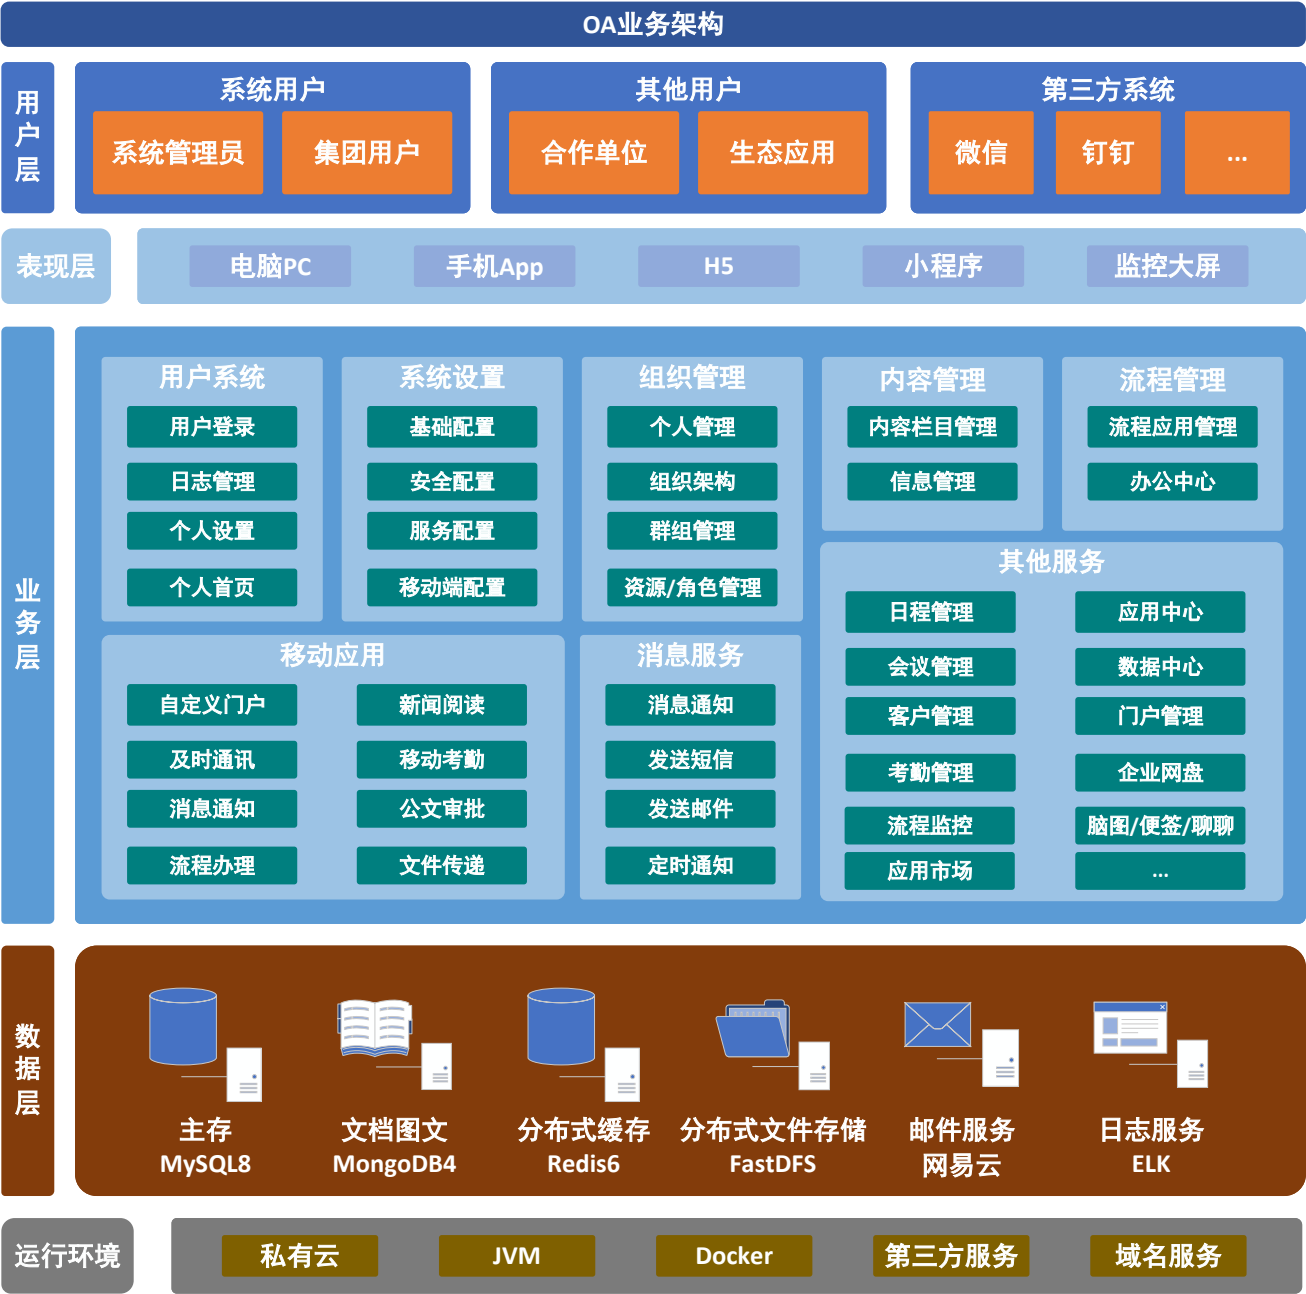 OA业务架构
用户层
系统用户
系统管理员
集团用户
其他用户
合作单位
生态应用
第三方系统
微信
钉钉
...
表现层
电脑PC
手机App
H5
小程序
监控大屏
业务层
用户系统
用户登录
日志管理
个人设置
个人首页
系统设置
基础配置
安全配置
服务配置
移动端配置
组织管理
个人管理
组织架构
群组管理
资源/角色管理
内容管理
内容栏目管理
信息管理
流程管理
流程应用管理
办公中心
移动应用
自定义门户
新闻阅读
及时通讯
移动考勤
消息通知
公文审批
流程办理
文件传递
消息服务
消息通知
发送短信
发送邮件
定时通知
其他服务
日程管理
应用中心
会议管理
数据中心
客户管理
门户管理
考勤管理
企业网盘
流程监控
脑图/便签/聊聊
应用市场
...
数据层
主存
MySQL8
文档图文
MongoDB4
分布式缓存
Redis6
分布式文件存储
FastDFS
邮件服务
网易云
日志服务
ELK
运行环境
私有云
JVM
Docker
第三方服务
域名服务